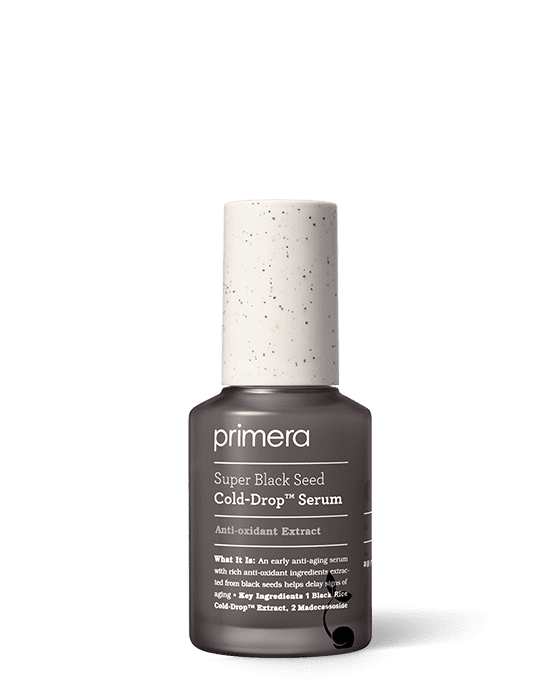 primera
Super Black Seed
Cold-Drop™ Serum
Anti-oxidant Extract
What It Is: An early anti-aging serum
with rich anti-oxidant ingredients extrac-
ted from black seeds helps delay signs of
aging • Key Ingredients 1 Black Rice
Cold-Drop™ Extract, 2 Madecassoside